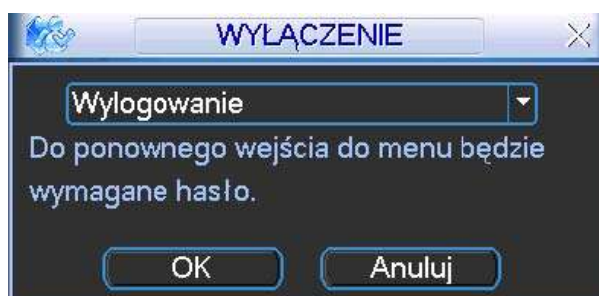 WYŁĄCZENIE
Wylogowanie
Do ponownego wejścia do menu będzie
wymagane hasło.
OK Anuluj